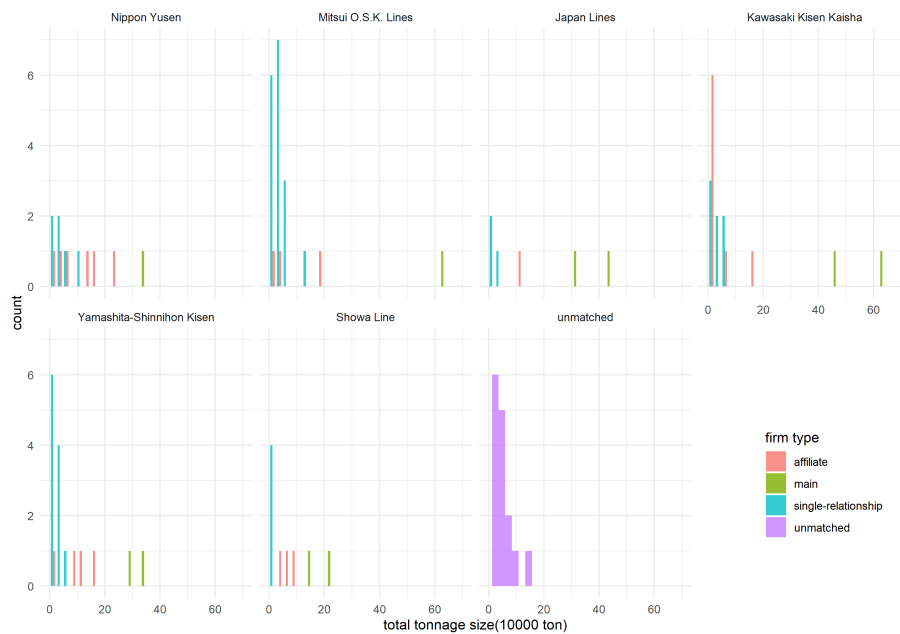 Nippon Yusen
Mitsui O.S.K. Lines
Japan Lines
Kawasaki Kisen Kaisha
6
4
2
0
0
20
40
60
Yamashita-Shinnihon Kisen
Showa Line
unmatched
6
4
2
0
0
20
40
60
0
20
40
60
0
20
40
60
count
total tonnage size(10000 ton)
firm type
affiliate
main
single-relationship
unmatched